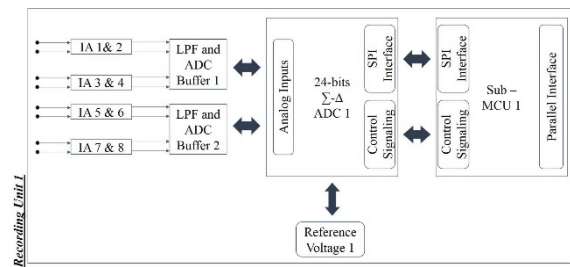 IA 1& 2
IA 3 & 4
IA 5 & 6
IA 7 & 8
LPF and
ADC
Buffer 1
LPF and
ADC
Buffer 2
Analog Inputs
24-bits
∑-Δ
ADC 1
SPI
Interface
Control
Signaling
SPI
Interface
Control
Signaling
Sub –
MCU 1
Parallel Interface
Reference
Voltage 1
Recording Unit 1